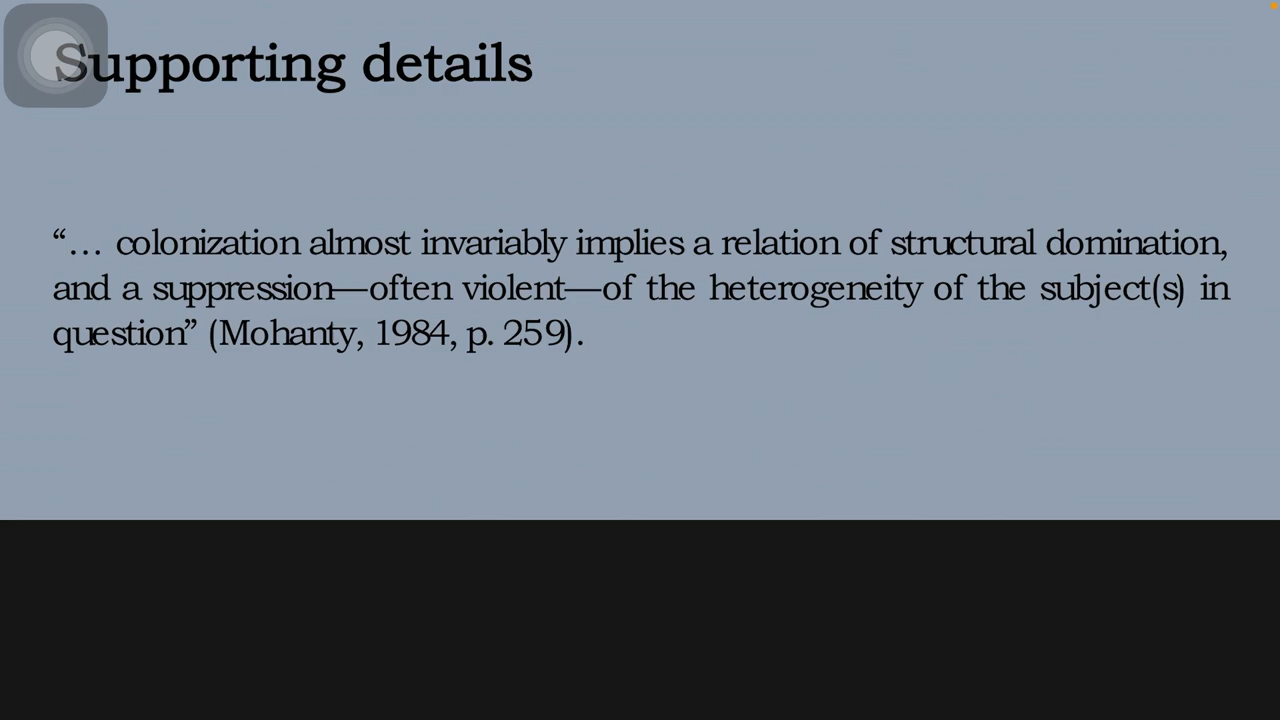 Supporting details
“… colonization almost invariably implies a relation of structural domination,
and a suppression—often violent—of the heterogeneity of the subject(s) in
question” (Mohanty, 1984, p. 259).